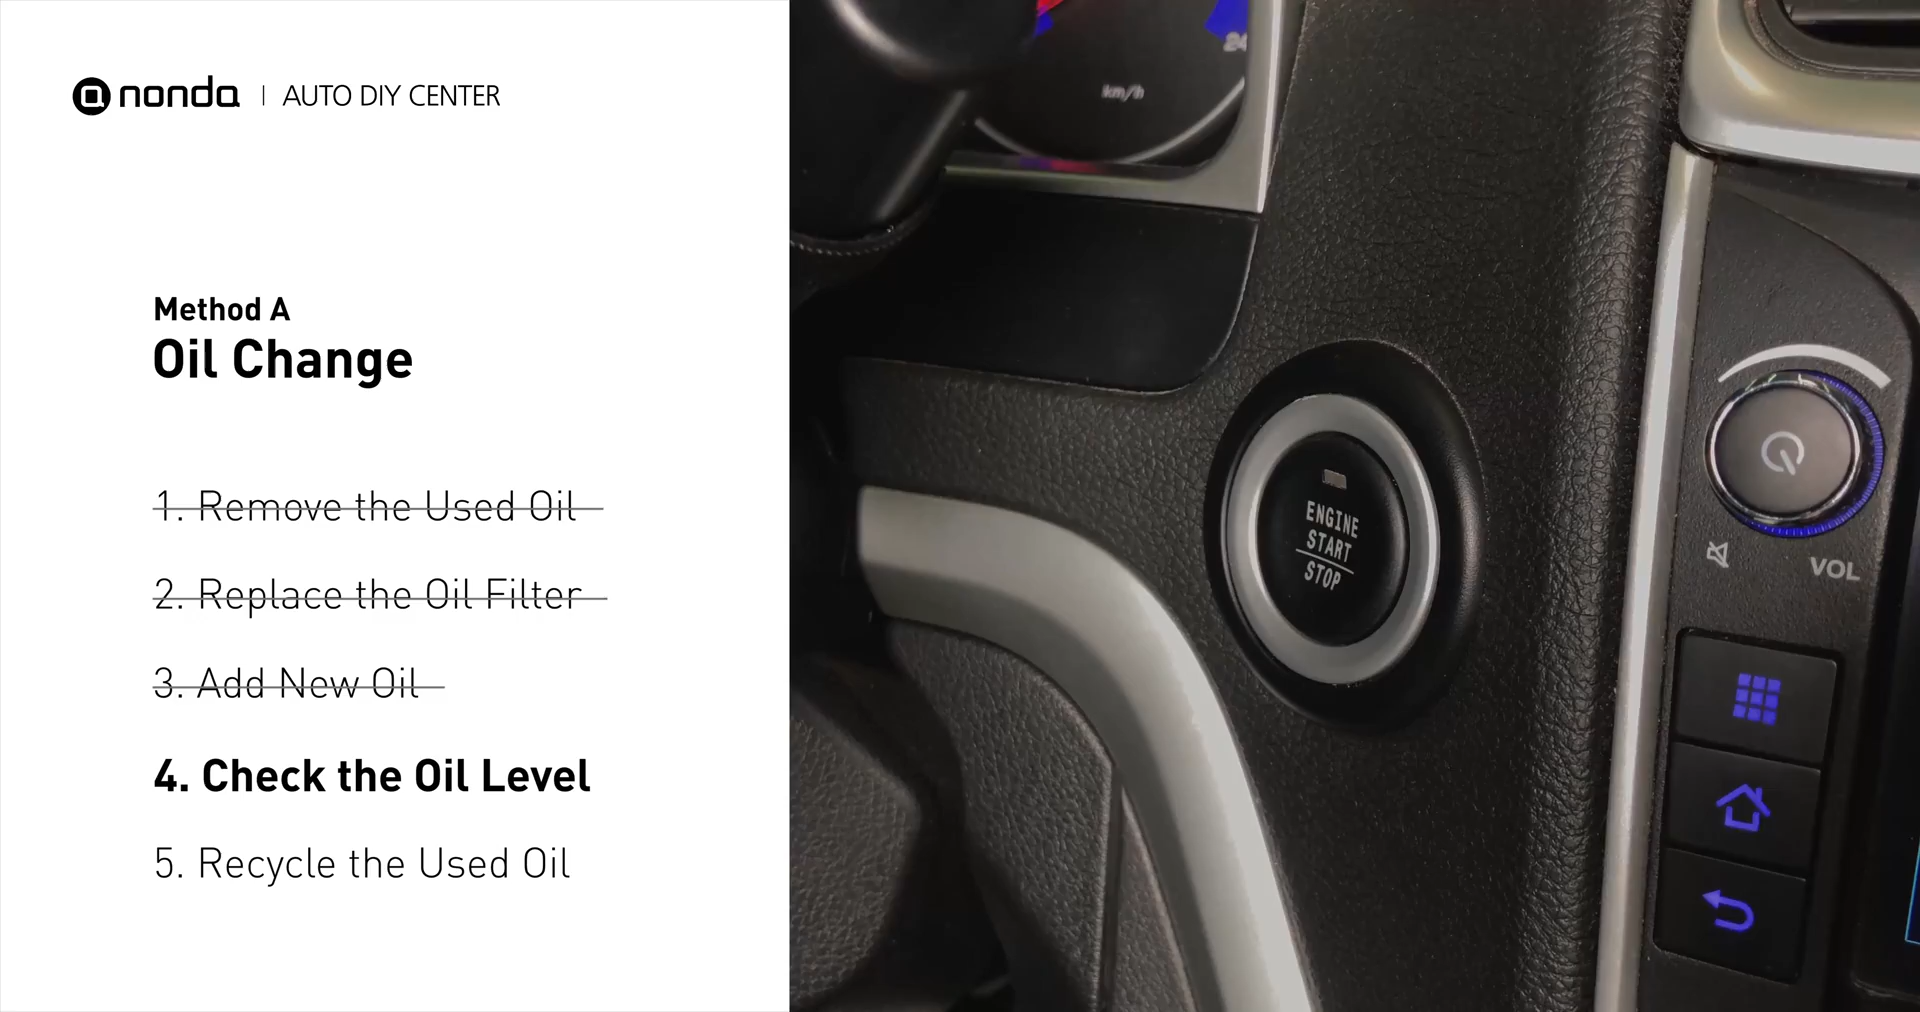 nonda | AUTO DIY CENTER
Method A
Oil Change
1. Remove the Used Oil
2. Replace the Oil Filter
3. Add New Oil
4. Check the Oil Level
5. Recycle the Used Oil
km/h
ENGINE
START
STOP
VOL